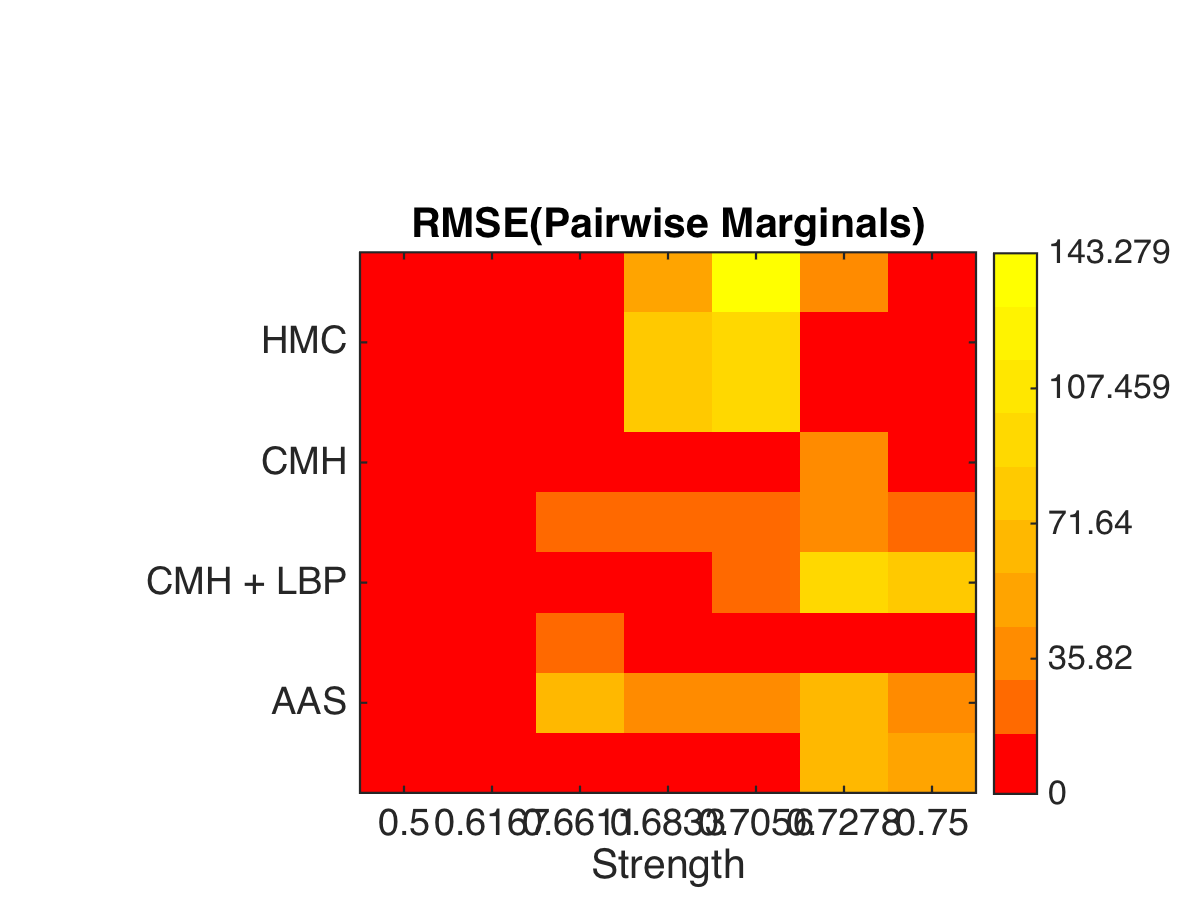 RMSE(Pairwise Marginals)
143.279
HMC
107.459
CMH
71.64
CMH + LBP
35.82
AAS
0
0.5 0.6167 0.6611 0.6833 0.7056 0.7278 0.75
Strength